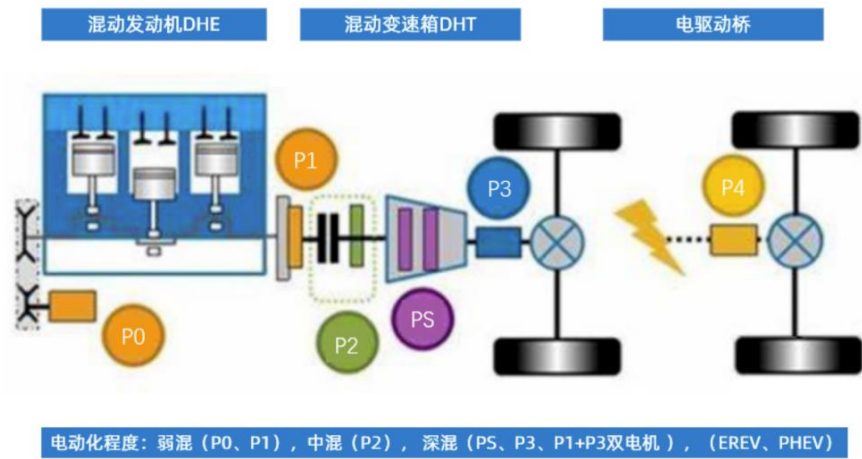 混动发动机DHE
混动变速箱DHT
电驱动桥
P1
P3
P4
P0
P2
PS
电动化程度：弱混（P0、P1），中混（P2），深混（PS、P3、P1+P3双电机 ），（EREV、PHEV）